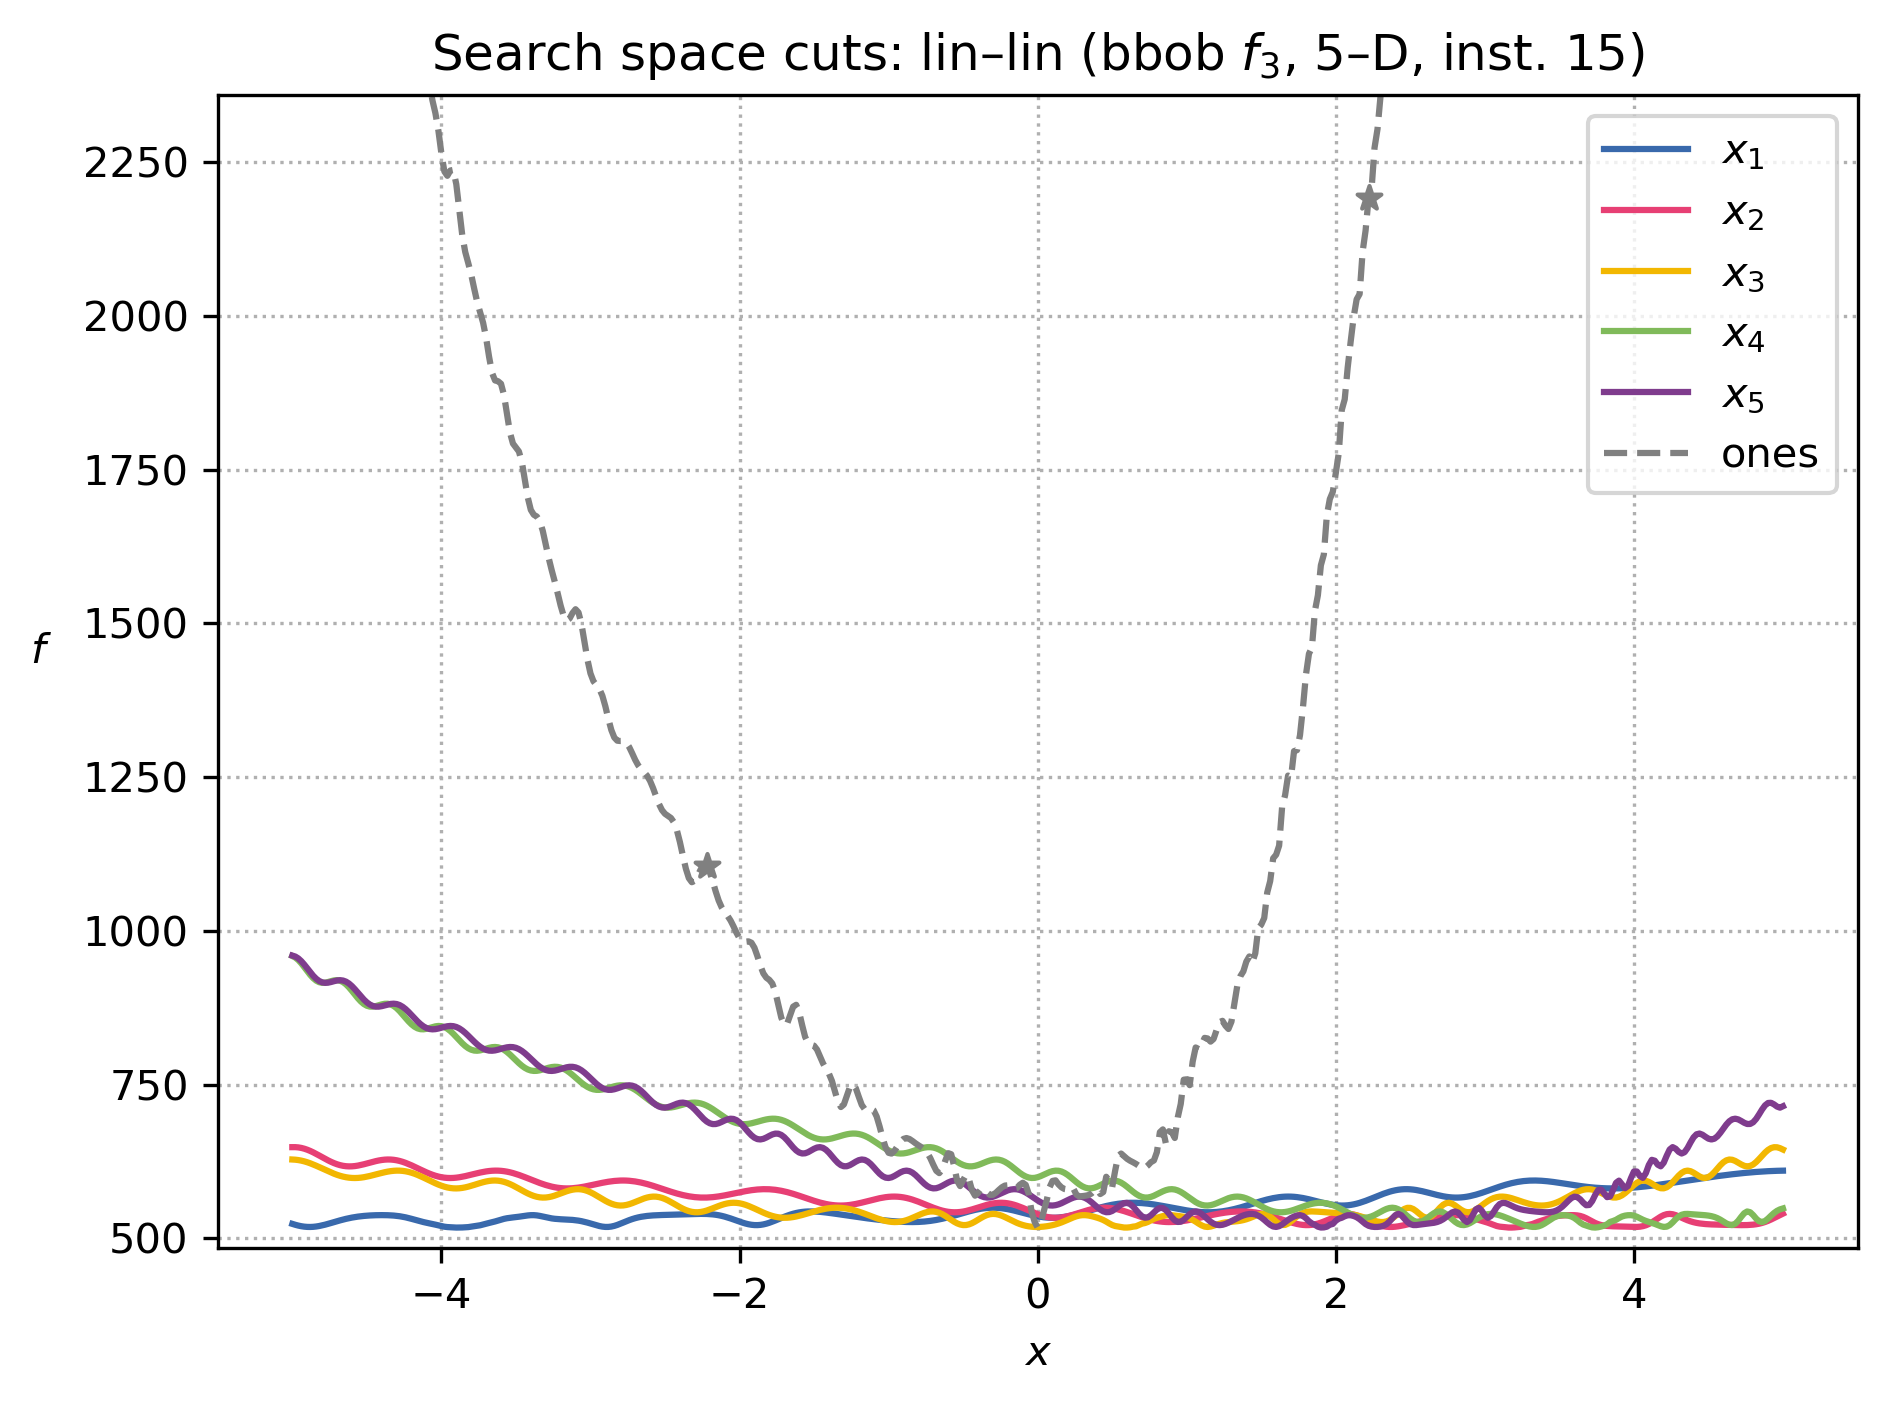 Search space cuts: lin–lin (bbob f₃, 5–D, inst. 15)
2250
2000
1750
1500
1250
1000
750
500
f
−4
−2
0
2
4
x
x₁
x₂
x₃
x₄
x₅
ones